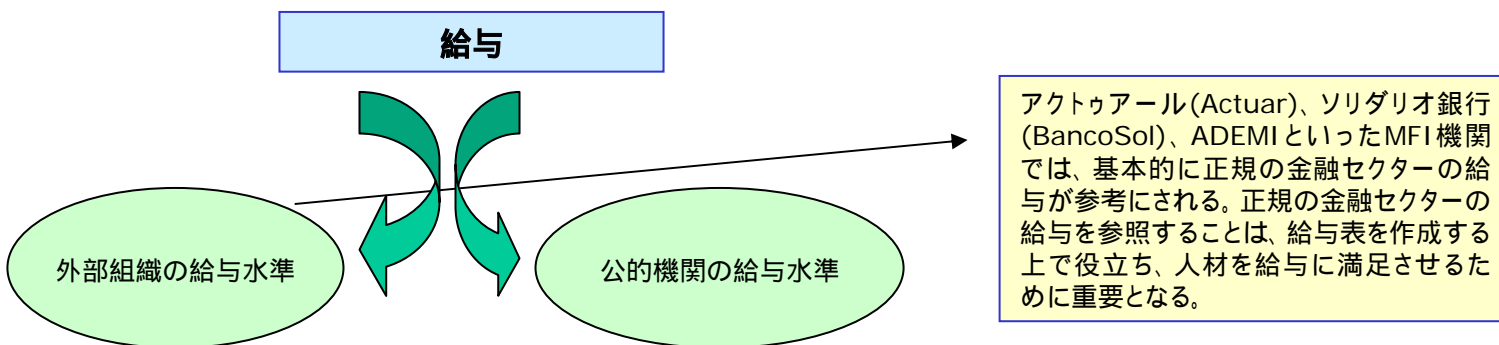 給与
外部組織の給与水準
公的機関の給与水準
アクトゥアール(Actuar)、ソリダリオ銀行
(BancoSol)、ADEMIといったMFI機関
では、基本的に正規の金融セクターの給
与が参考にされる。正規の金融セクターの
給与を参照することは、給与表を作成する
上で役立ち、人材を給与に満足させるた
めに重要となる。